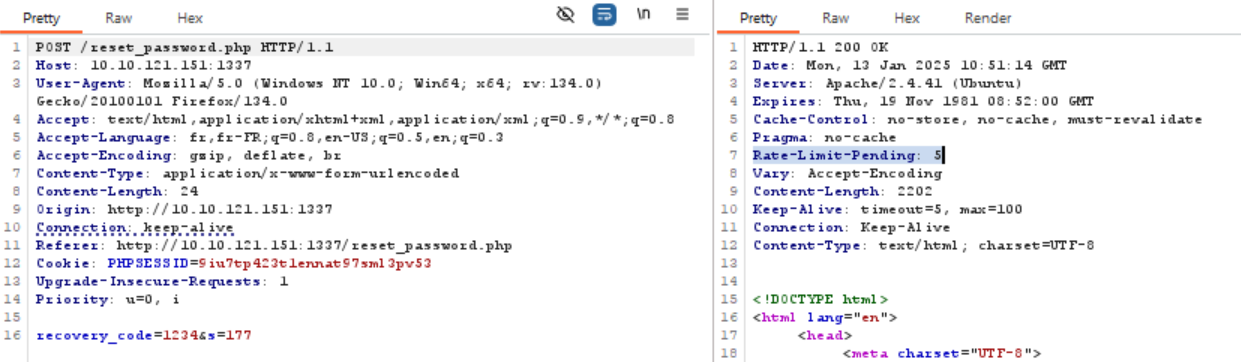 Pretty Raw Hex \n
1 POST /reset_password.php HTTP/1.1
2 Host: 10.10.121.151:1337
3 User-Agent: Mozilla/5.0 (Windows NT 10.0; Win64; x64; rv:134.0)
Gecko/20100101 Firefox/134.0
4 Accept: text/html,application/xhtml+xml,application/xml;q=0.9,*/*;q=0.8
5 Accept-Language: fr,fr-FR;q=0.8,en-US;q=0.5,en;q=0.3
6 Accept-Encoding: gzip, deflate, br
7 Content-Type: application/x-www-form-urlencoded
8 Content-Length: 24
9 Origin: http://10.10.121.151:1337
10 Connection: keep-alive
11 Referer: http://10.10.121.151:1337/reset_password.php
12 Cookie: PHPSESSID=9iu7tp423tlennat97sml3pv53
13 Upgrade-Insecure-Requests: 1
14 Priority: u=0, i
15
16 recovery_code=1234&s=177
Pretty Raw Hex Render
1 HTTP/1.1 200 OK
2 Date: Mon, 13 Jan 2025 10:51:14 GMT
3 Server: Apache/2.4.41 (Ubuntu)
4 Expires: Thu, 19 Nov 1981 08:52:00 GMT
5 Cache-Control: no-store, no-cache, must-revalidate
6 Pragma: no-cache
7 Rate-Limit-Pending: 5
8 Vary: Accept-Encoding
9 Content-Length: 2202
10 Keep-Alive: timeout=5, max=100
11 Connection: Keep-Alive
12 Content-Type: text/html; charset=UTF-8
13
14
15 <!DOCTYPE html>
16 <html lang="en">
17 <head>
18 <meta charset="UTF-8">